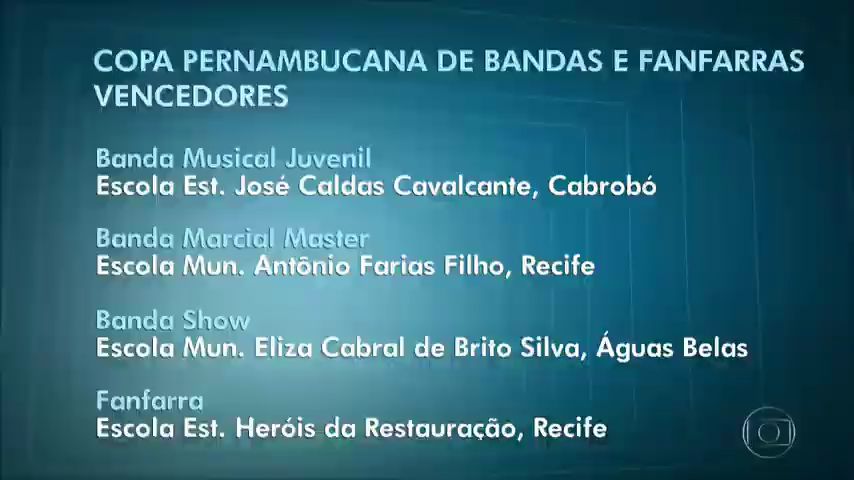 COPA PERNAMBUCANA DE BANDAS E FANFARRAS
VENCEDORES
Banda Musical Juvenil
Escola Est. José Caldas Cavalcante, Cabrobó
Banda Marcial Master
Escola Mun. Antônio Farias Filho, Recife
Banda Show
Escola Mun. Eliza Cabral de Brito Silva, Águas Belas
Fanfarra
Escola Est. Heróis da Restauração, Recife